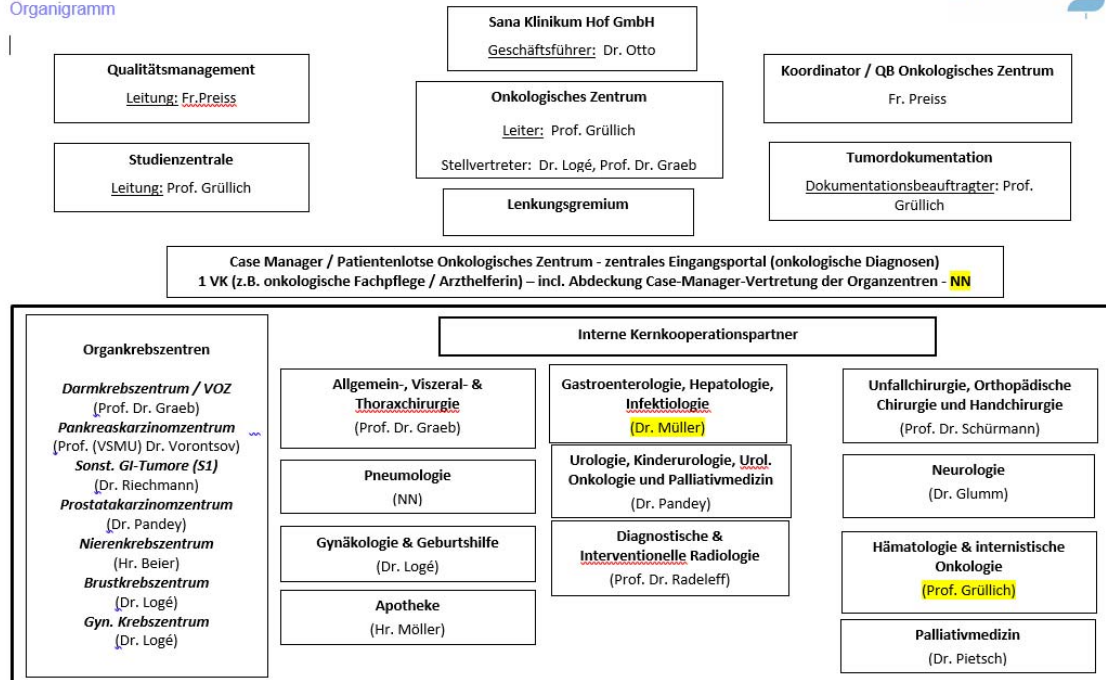 Organigramm
Sana Klinikum Hof GmbH
Geschäftsführer: Dr. Otto
Qualitätsmanagement
Leitung: Fr.Preiss
Onkologisches Zentrum
Leiter: Prof. Grüllich
Stellvertreter: Dr. Logé, Prof. Dr. Graeb
Koordinator / QB Onkologisches Zentrum
Fr. Preiss
Studienzentrale
Leitung: Prof. Grüllich
Tumordokumentation
Dokumentationsbeauftragter: Prof.
Grüllich
Lenkungsgremium
Case Manager / Patientenlotse Onkologisches Zentrum - zentrales Eingangsportal (onkologische Diagnosen)
1 VK (z.B. onkologische Fachpflege / Arzthelferin) – incl. Abdeckung Case-Manager-Vertretung der Organzentren - NN
Organkrebszentren
Darmkrebszentrum / VOZ
(Prof. Dr. Graeb)
Pankreaskarzinomzentrum
(Prof. (VSMU) Dr. Vorontsov)
Sonst. GI-Tumore (S1)
(Dr. Riechmann)
Prostatakarzinomzentrum
(Dr. Pandey)
Nierenkrebszentrum
(Hr. Beier)
Brustkrebszentrum
(Dr. Logé)
Gyn. Krebszentrum
(Dr. Logé)
Interne Kernkooperationspartner
Allgemein-, Viszeral- &
Thoraxchirurgie
(Prof. Dr. Graeb)
Pneumologie
(NN)
Gynäkologie & Geburtshilfe
(Dr. Logé)
Apotheke
(Hr. Möller)
Gastroenterologie, Hepatologie,
Infektiologie
(Dr. Müller)
Urologie, Kinderurologie, Urol.
Onkologie und Palliativmedizin
(Dr. Pandey)
Diagnostische &
Interventionelle Radiologie
(Prof. Dr. Radeleff)
Unfallchirurgie, Orthopädische
Chirurgie und Handchirurgie
(Prof. Dr. Schürmann)
Neurologie
(Dr. Glumm)
Hämatologie & internistische
Onkologie
(Prof. Grüllich)
Palliativmedizin
(Dr. Pietsch)